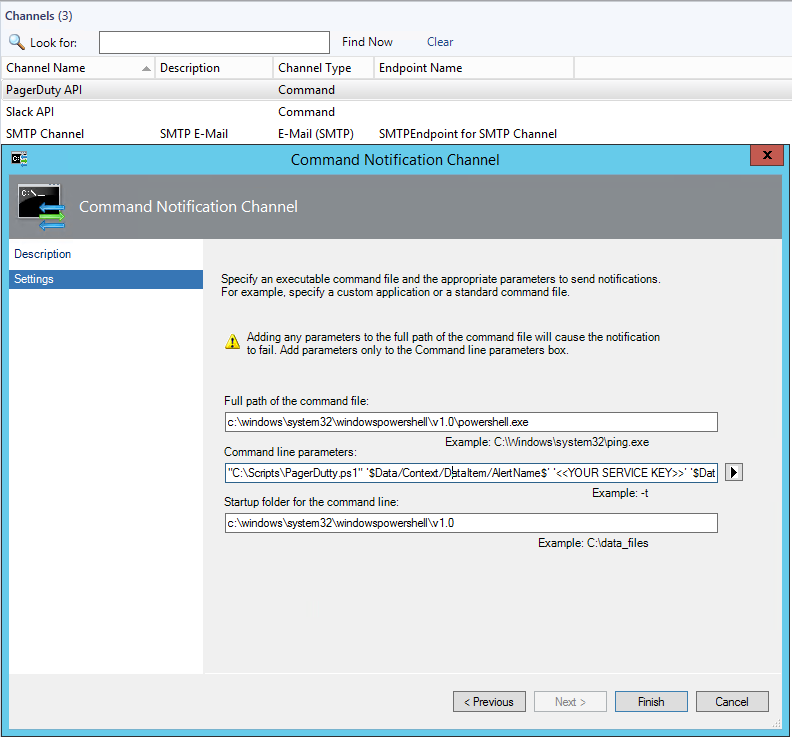 Channels (3)
Look for: Find Now Clear
Channel Name Description Channel Type Endpoint Name
PagerDuty API Command
Slack API Command
SMTP Channel SMTP E-Mail E-Mail (SMTP) SMTPEndpoint for SMTP Channel
Command Notification Channel
x
C:\
Command Notification Channel
Description
Settings
Specify an executable command file and the appropriate parameters to send notifications.
For example, specify a custom application or a standard command file.
Adding any parameters to the full path of the command file will cause the notification
to fail. Add parameters only to the Command line parameters box.
Full path of the command file:
c:\windows\system32\windowspowershell\v1.0\powershell.exe
Example: C:\Windows\system32\ping.exe
Command line parameters:
"C:\Scripts\PagerDutty.ps1" '$Data/Context/DataItem/AlertName$' '<<YOUR SERVICE KEY>>' '$Dat
Example: -t
Startup folder for the command line:
c:\windows\system32\windowspowershell\v1.0
Example: C:\data_files
< Previous Next > Finish Cancel